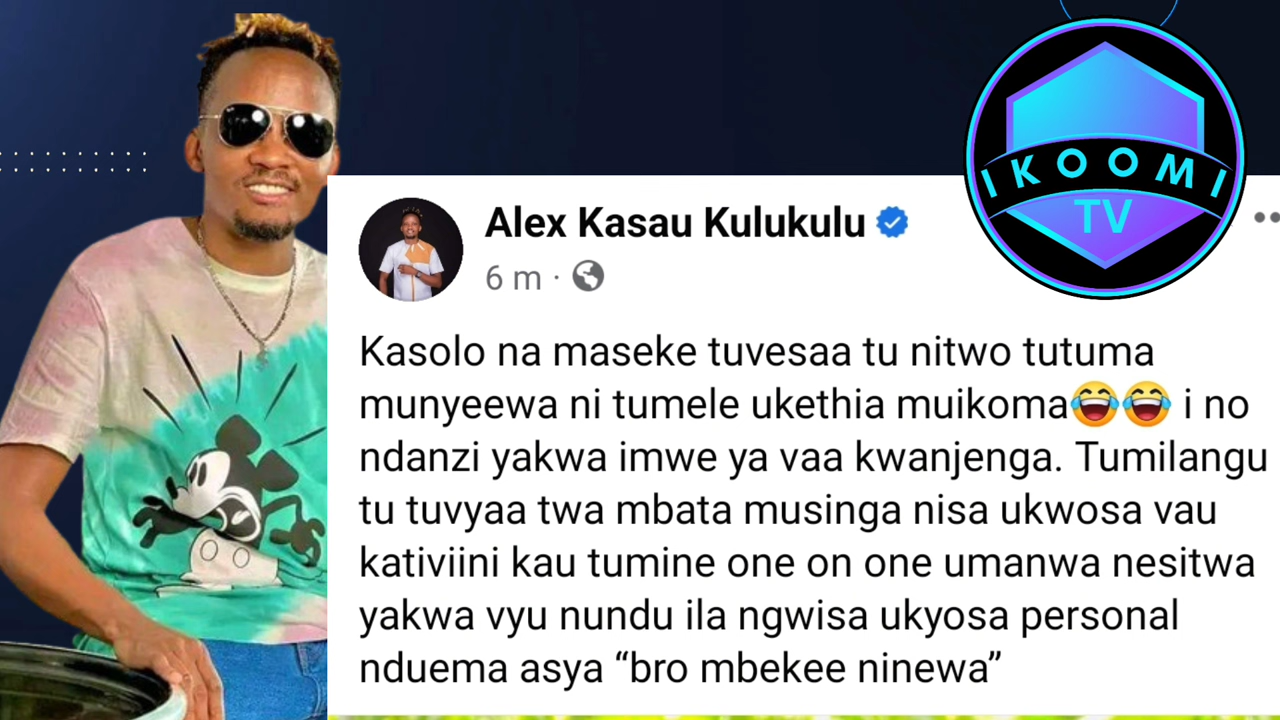 IKOOMI
TV
Alex Kasau Kulukulu
6 m ·
Kasolo na maseke tuvesaa tu nitwo tutuma
munyeewa ni tumele ukethia muikoma😂😂 i no
ndanzi yakwa imwe ya vaa kwanjenga. Tumilangu
tu tuvyaa twa mbata musinga nisa ukwosa vau
kativiini kau tumine one on one umanwa nesitwa
yakwa vyu nundu ila ngwisa ukyosa personal
nduema asya “bro mbekee ninewa”